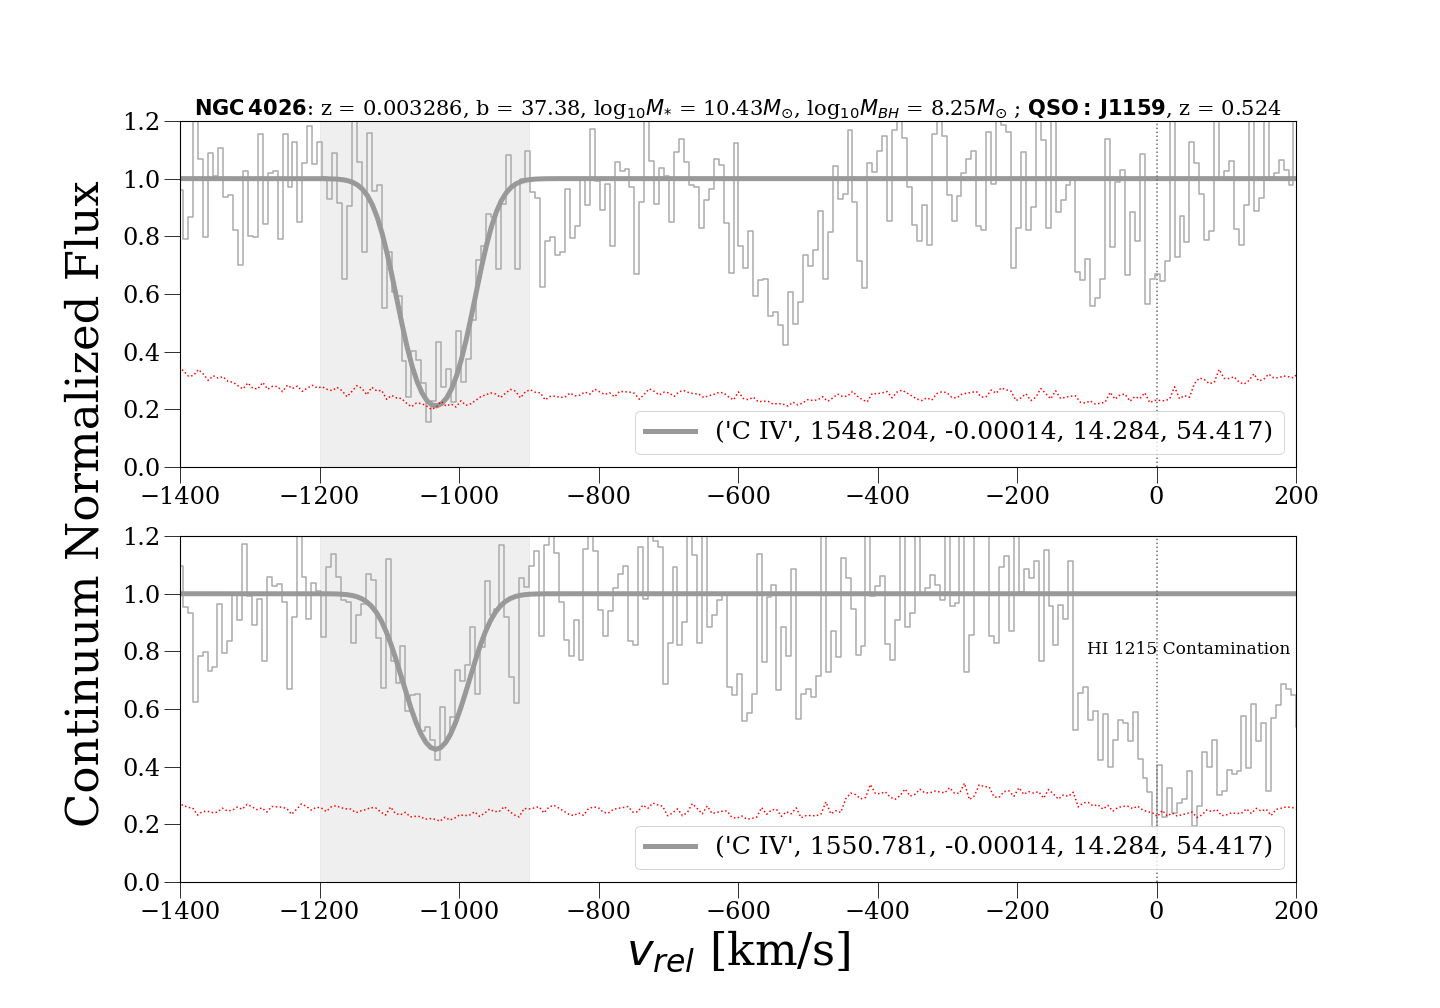 NGC 4026: z = 0.003286, b = 37.38, log₁₀M* = 10.43M⊙, log₁₀M_BH = 8.25M⊙ ; QSO: J1159, z = 0.524
Continuum Normalized Flux
1.2
1.0
0.8
0.6
0.4
0.2
0.0
('C IV', 1548.204, -0.00014, 14.284, 54.417)
−1400 −1200 −1000 −800 −600 −400 −200 0 200
1.2
1.0
0.8
0.6
0.4
0.2
0.0
HI 1215 Contamination
('C IV', 1550.781, -0.00014, 14.284, 54.417)
−1400 −1200 −1000 −800 −600 −400 −200 0 200
v_rel [km/s]